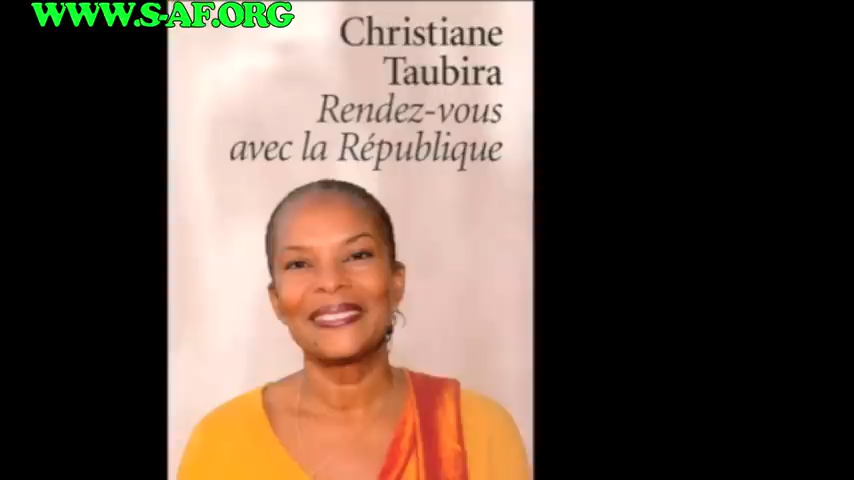 WWW.S-AF.ORG
Christiane
Taubira
Rendez-vous
avec la République